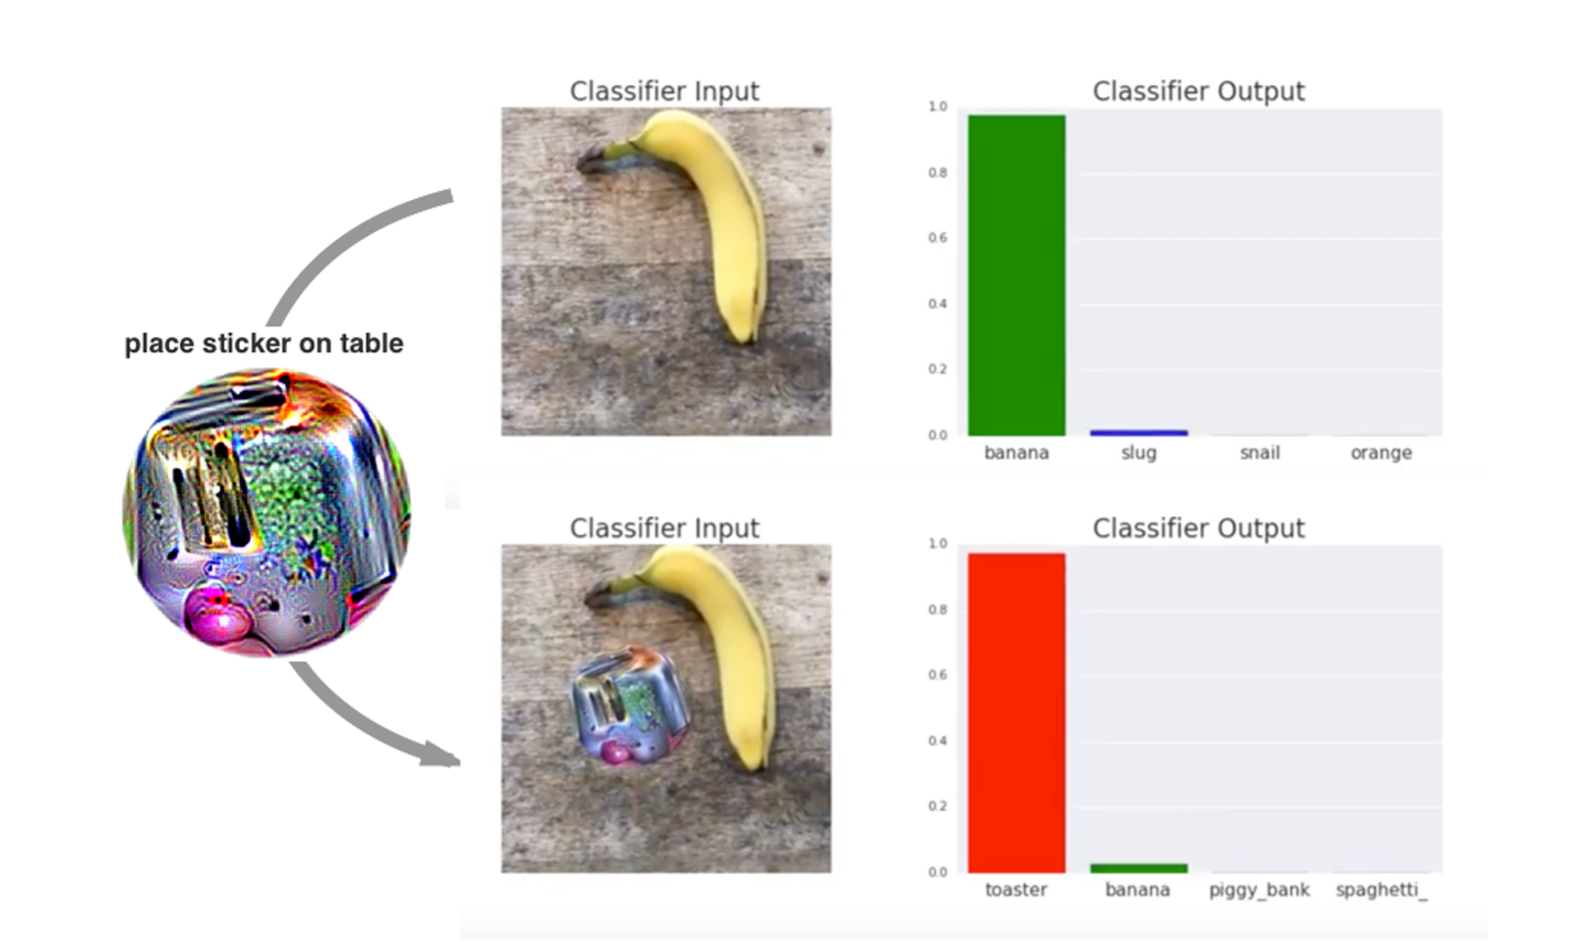 Classifier Input
Classifier Output
1.0
0.8
0.6
0.4
0.2
0.0
banana slug snail orange
place sticker on table
Classifier Input
Classifier Output
1.0
0.8
0.6
0.4
0.2
0.0
toaster banana piggy_bank spaghetti_